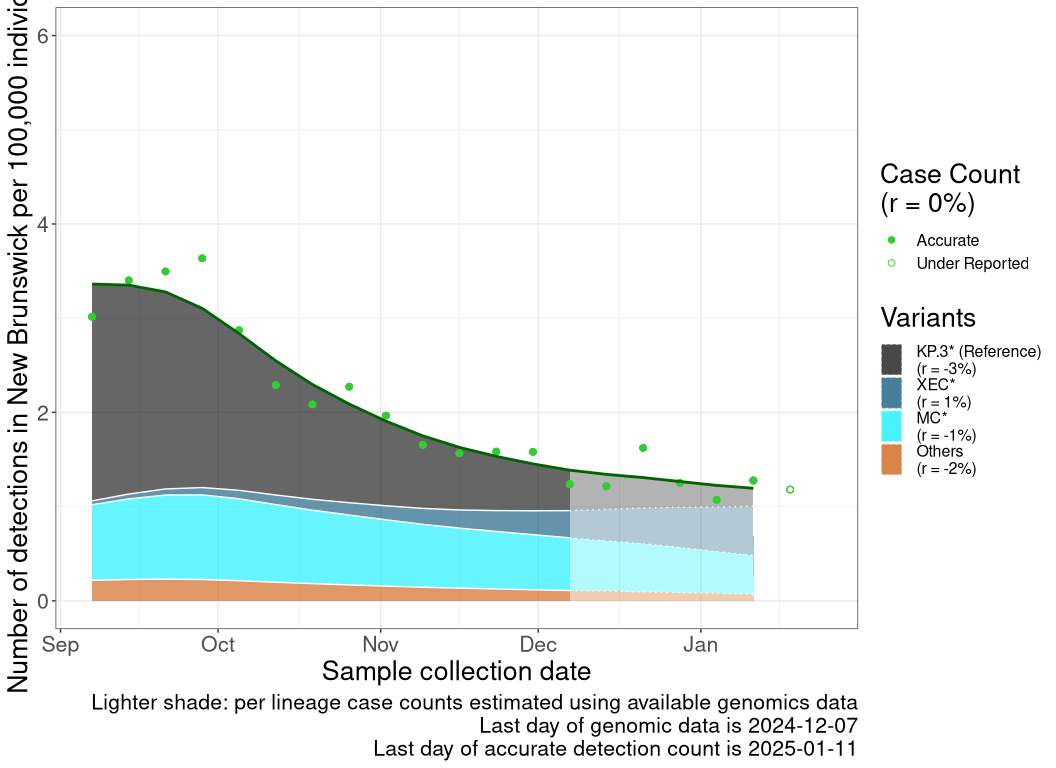 Number of detections in New Brunswick per 100,000
6
4
2
0
Sep Oct Nov Dec Jan
Sample collection date
Lighter shade: per lineage case counts estimated using available genomics data
Last day of genomic data is 2024-12-07
Last day of accurate detection count is 2025-01-11
Case Count
(r = 0%)
Accurate
Under Reported
Variants
KP.3* (Reference)
(r = -3%)
XEC*
(r = 1%)
MC*
(r = -1%)
Others
(r = -2%)